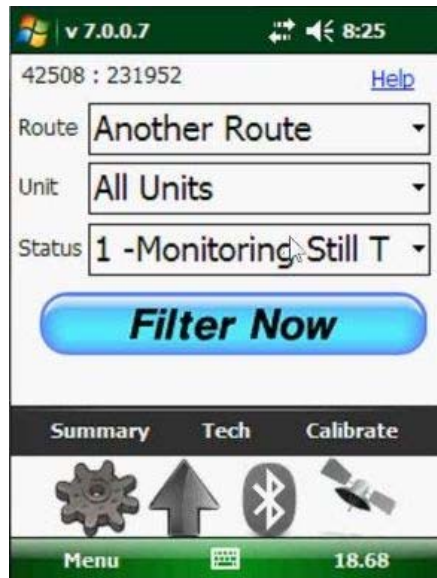 v 7.0.0.7 8:25
42508 : 231952 Help
Route Another Route
Unit All Units
Status 1 -Monitoring Still T
Filter Now
Summary Tech Calibrate
Menu 18.68